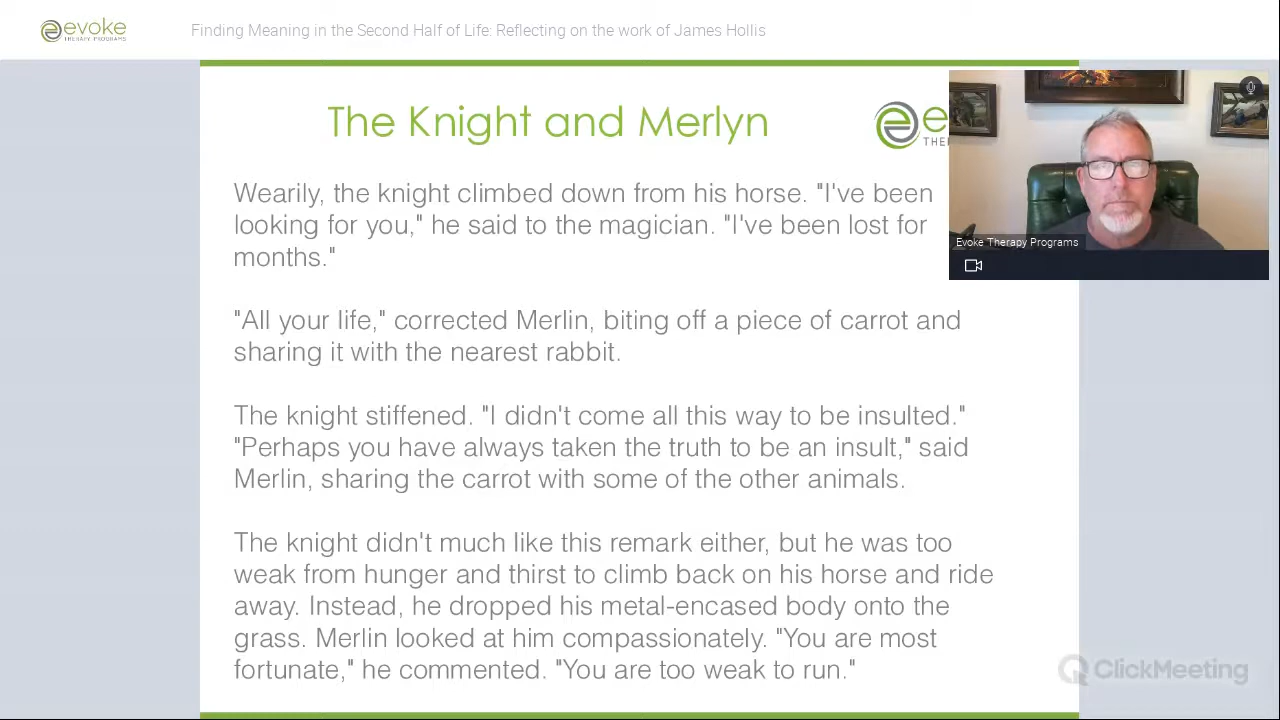 evoke
THERAPY PROGRAMS
Finding Meaning in the Second Half of Life: Reflecting on the work of James Hollis
The Knight and Merlyn
e
THE
Wearily, the knight climbed down from his horse. "I've been
looking for you," he said to the magician. "I've been lost for
months."
"All your life," corrected Merlin, biting off a piece of carrot and
sharing it with the nearest rabbit.
The knight stiffened. "I didn't come all this way to be insulted."
"Perhaps you have always taken the truth to be an insult," said
Merlin, sharing the carrot with some of the other animals.
The knight didn't much like this remark either, but he was too
weak from hunger and thirst to climb back on his horse and ride
away. Instead, he dropped his metal-encased body onto the
grass. Merlin looked at him compassionately. "You are most
fortunate," he commented. "You are too weak to run."
Evoke Therapy Programs
ClickMeeting